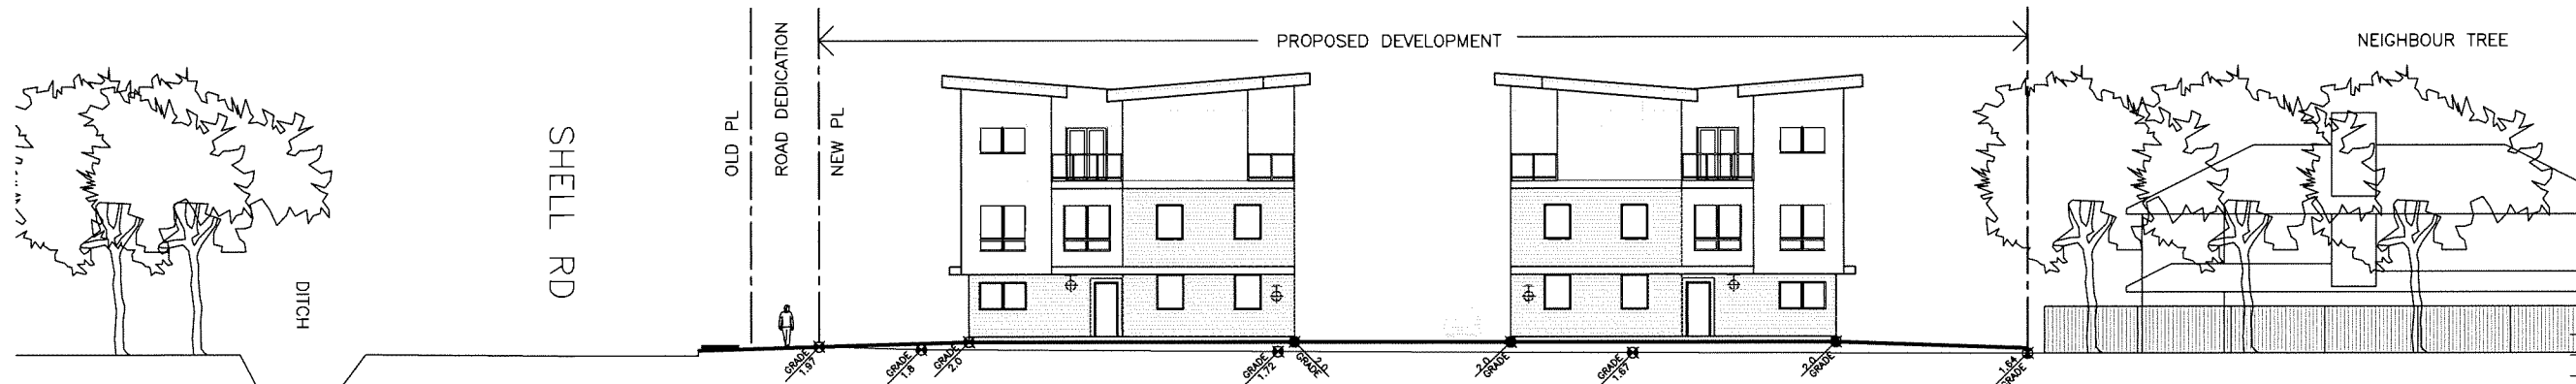 PROPOSED DEVELOPMENT
NEIGHBOUR TREE
OLD PL
ROAD DEDICATION
NEW PL
SHELL RD
DITCH
GRADE
1.97
GRADE
1.8
GRADE
2.0
GRADE
1.72
2.0
GRADE
2.0
GRADE
GRADE
1.67
2.0
GRADE
1.64
GRADE